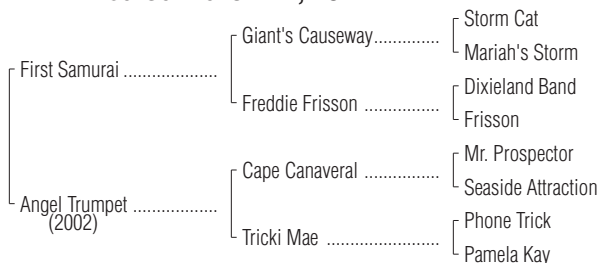 Storm Cat
Giant's Causeway..............
Mariah's Storm
First Samurai ....................
Dixieland Band
Freddie Frisson ................
Frisson
Mr. Prospector
Cape Canaveral ................
Seaside Attraction
Angel Trumpet ..................
(2002)
Phone Trick
Tricki Mae ........................
Pamela Kay